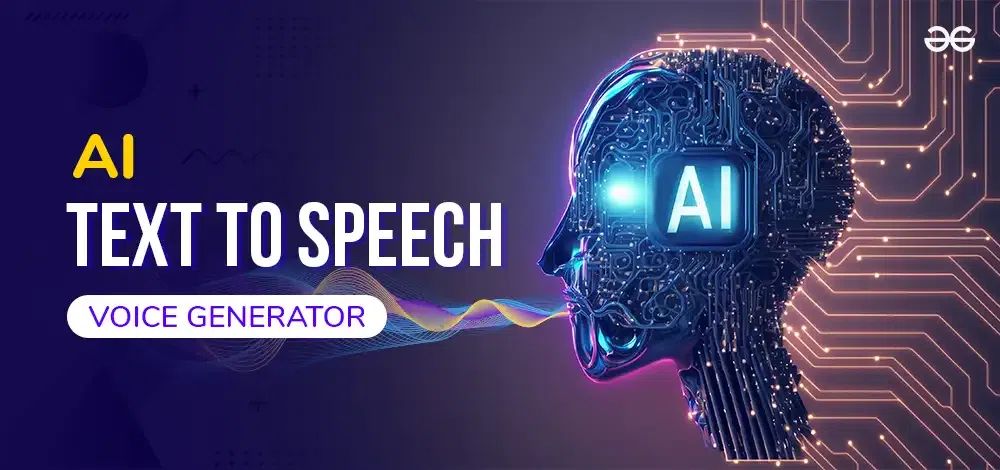 AI
TEXT TO SPEECH
VOICE GENERATOR
AI